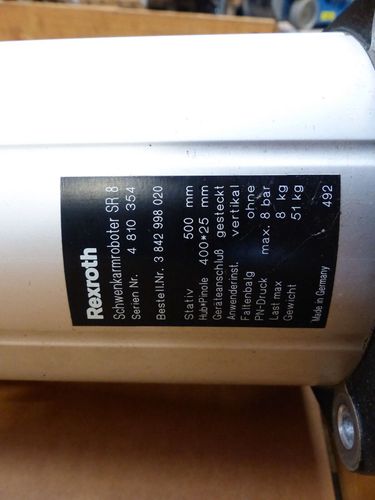 Rexroth
Schwenkarmroboter SR 8
Serien Nr. 4 810 354
Bestell.Nr. 3 842 998 020
Stativ 500 mm
Hub*Pinole 400*25 mm
Geräteanschluß gesteckt
Anwenderinst. vertikal
Faltenbalg ohne
PN-Druck max. 8 bar
Last max 8 kg
Gewicht 51 kg
Made in Germany 492